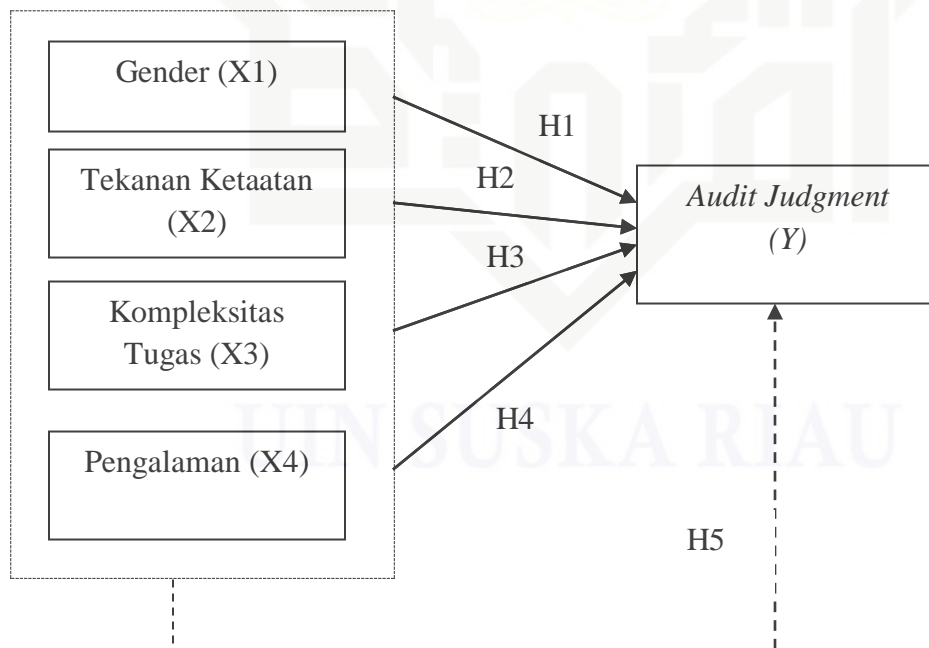 Gender (X1)
Tekanan Ketaatan
(X2)
Kompleksitas
Tugas (X3)
Pengalaman (X4)
H1
H2
H3
H4
Audit Judgment
(Y)
H5
UIN SUSKA RIAU